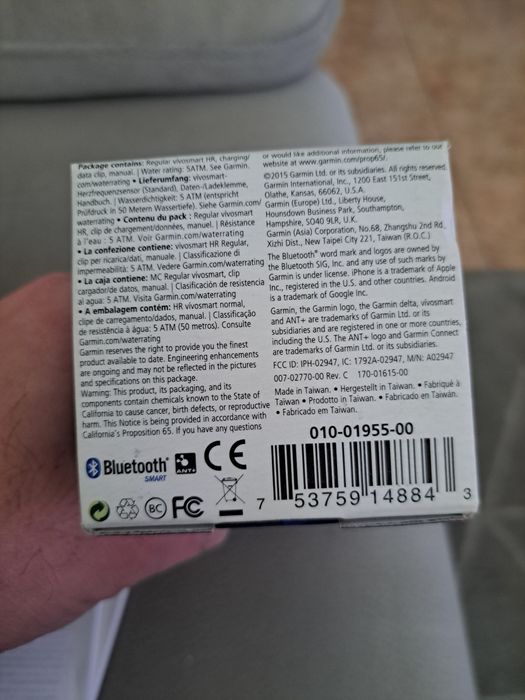 Package contains: Regular vivosmart HR, charging/
data clip, manual. | Water rating: 5ATM. See Garmin.
com/waterrating • Lieferumfang: vivosmart-
Herzfrequenzsensor (Standard), Daten-/Ladeklemme,
Handbuch. | Wasserdichtigkeit: 5 ATM (entspricht
Prüfdruck in 50 Metern Wassertiefe). Siehe Garmin.com/
waterrating • Contenu du pack : Regular vivosmart
HR, clip de chargement/données, manuel. | Résistance
à l'eau : 5 ATM. Voir Garmin.com/waterrating
• La confezione contiene: vivosmart HR Regular,
clip per ricarica/dati, manuale. | Classificazione di
impermeabilità: 5 ATM. Vedere Garmin.com/waterrating
• La caja contiene: MC Regular vivosmart, clip
cargador/de datos, manual. | Clasificación de resistencia
al agua: 5 ATM. Visita Garmin.com/waterrating
• A embalagem contém: HR vivosmart normal,
clipe de carregamento/dados, manual. | Classificação
de resistência à água: 5 ATM (50 metros). Consulte
Garmin.com/waterrating
Garmin reserves the right to provide you the finest
product available to date. Engineering enhancements
are ongoing and may not be reflected in the pictures
and specifications on this package.
Warning: This product, its packaging, and its
components contain chemicals known to the State of
California to cause cancer, birth defects, or reproductive
harm. This Notice is being provided in accordance with
California's Proposition 65. If you have any questions
or would like additional information, please refer to our
website at www.garmin.com/prop65/.
©2015 Garmin Ltd. or its subsidiaries. All rights reserved.
Garmin International, Inc., 1200 East 151st Street,
Olathe, Kansas, 66062, U.S.A.
Garmin (Europe) Ltd., Liberty House,
Hounsdown Business Park, Southampton,
Hampshire, SO40 9LR, U.K.
Garmin (Asia) Corporation, No.68, Zhangshu 2nd Rd.,
Xizhi Dist., New Taipei City 221, Taiwan (R.O.C.)
The Bluetooth® word mark and logos are owned by
the Bluetooth SIG, Inc. and any use of such marks by
Garmin is under license. iPhone is a trademark of Apple
Inc., registered in the U.S. and other countries. Android
is a trademark of Google Inc.
Garmin, the Garmin logo, the Garmin delta, vivosmart
and ANT+ are trademarks of Garmin Ltd. or its
subsidiaries and are registered in one or more countries,
including the U.S. The ANT+ logo and Garmin Connect
are trademarks of Garmin Ltd. or its subsidiaries.
FCC ID: IPH-02947, IC: 1792A-02947, M/N: A02947
007-02770-00 Rev. C 170-01615-00
Made in Taiwan. • Hergestellt in Taiwan. • Fabriqué à
Taïwan • Prodotto in Taiwan. • Fabricado en Taiwán.
• Fabricado em Taiwan.
010-01955-00
Bluetooth®
SMART
ANT+
CE
BC
FC
7 53759 14884 3